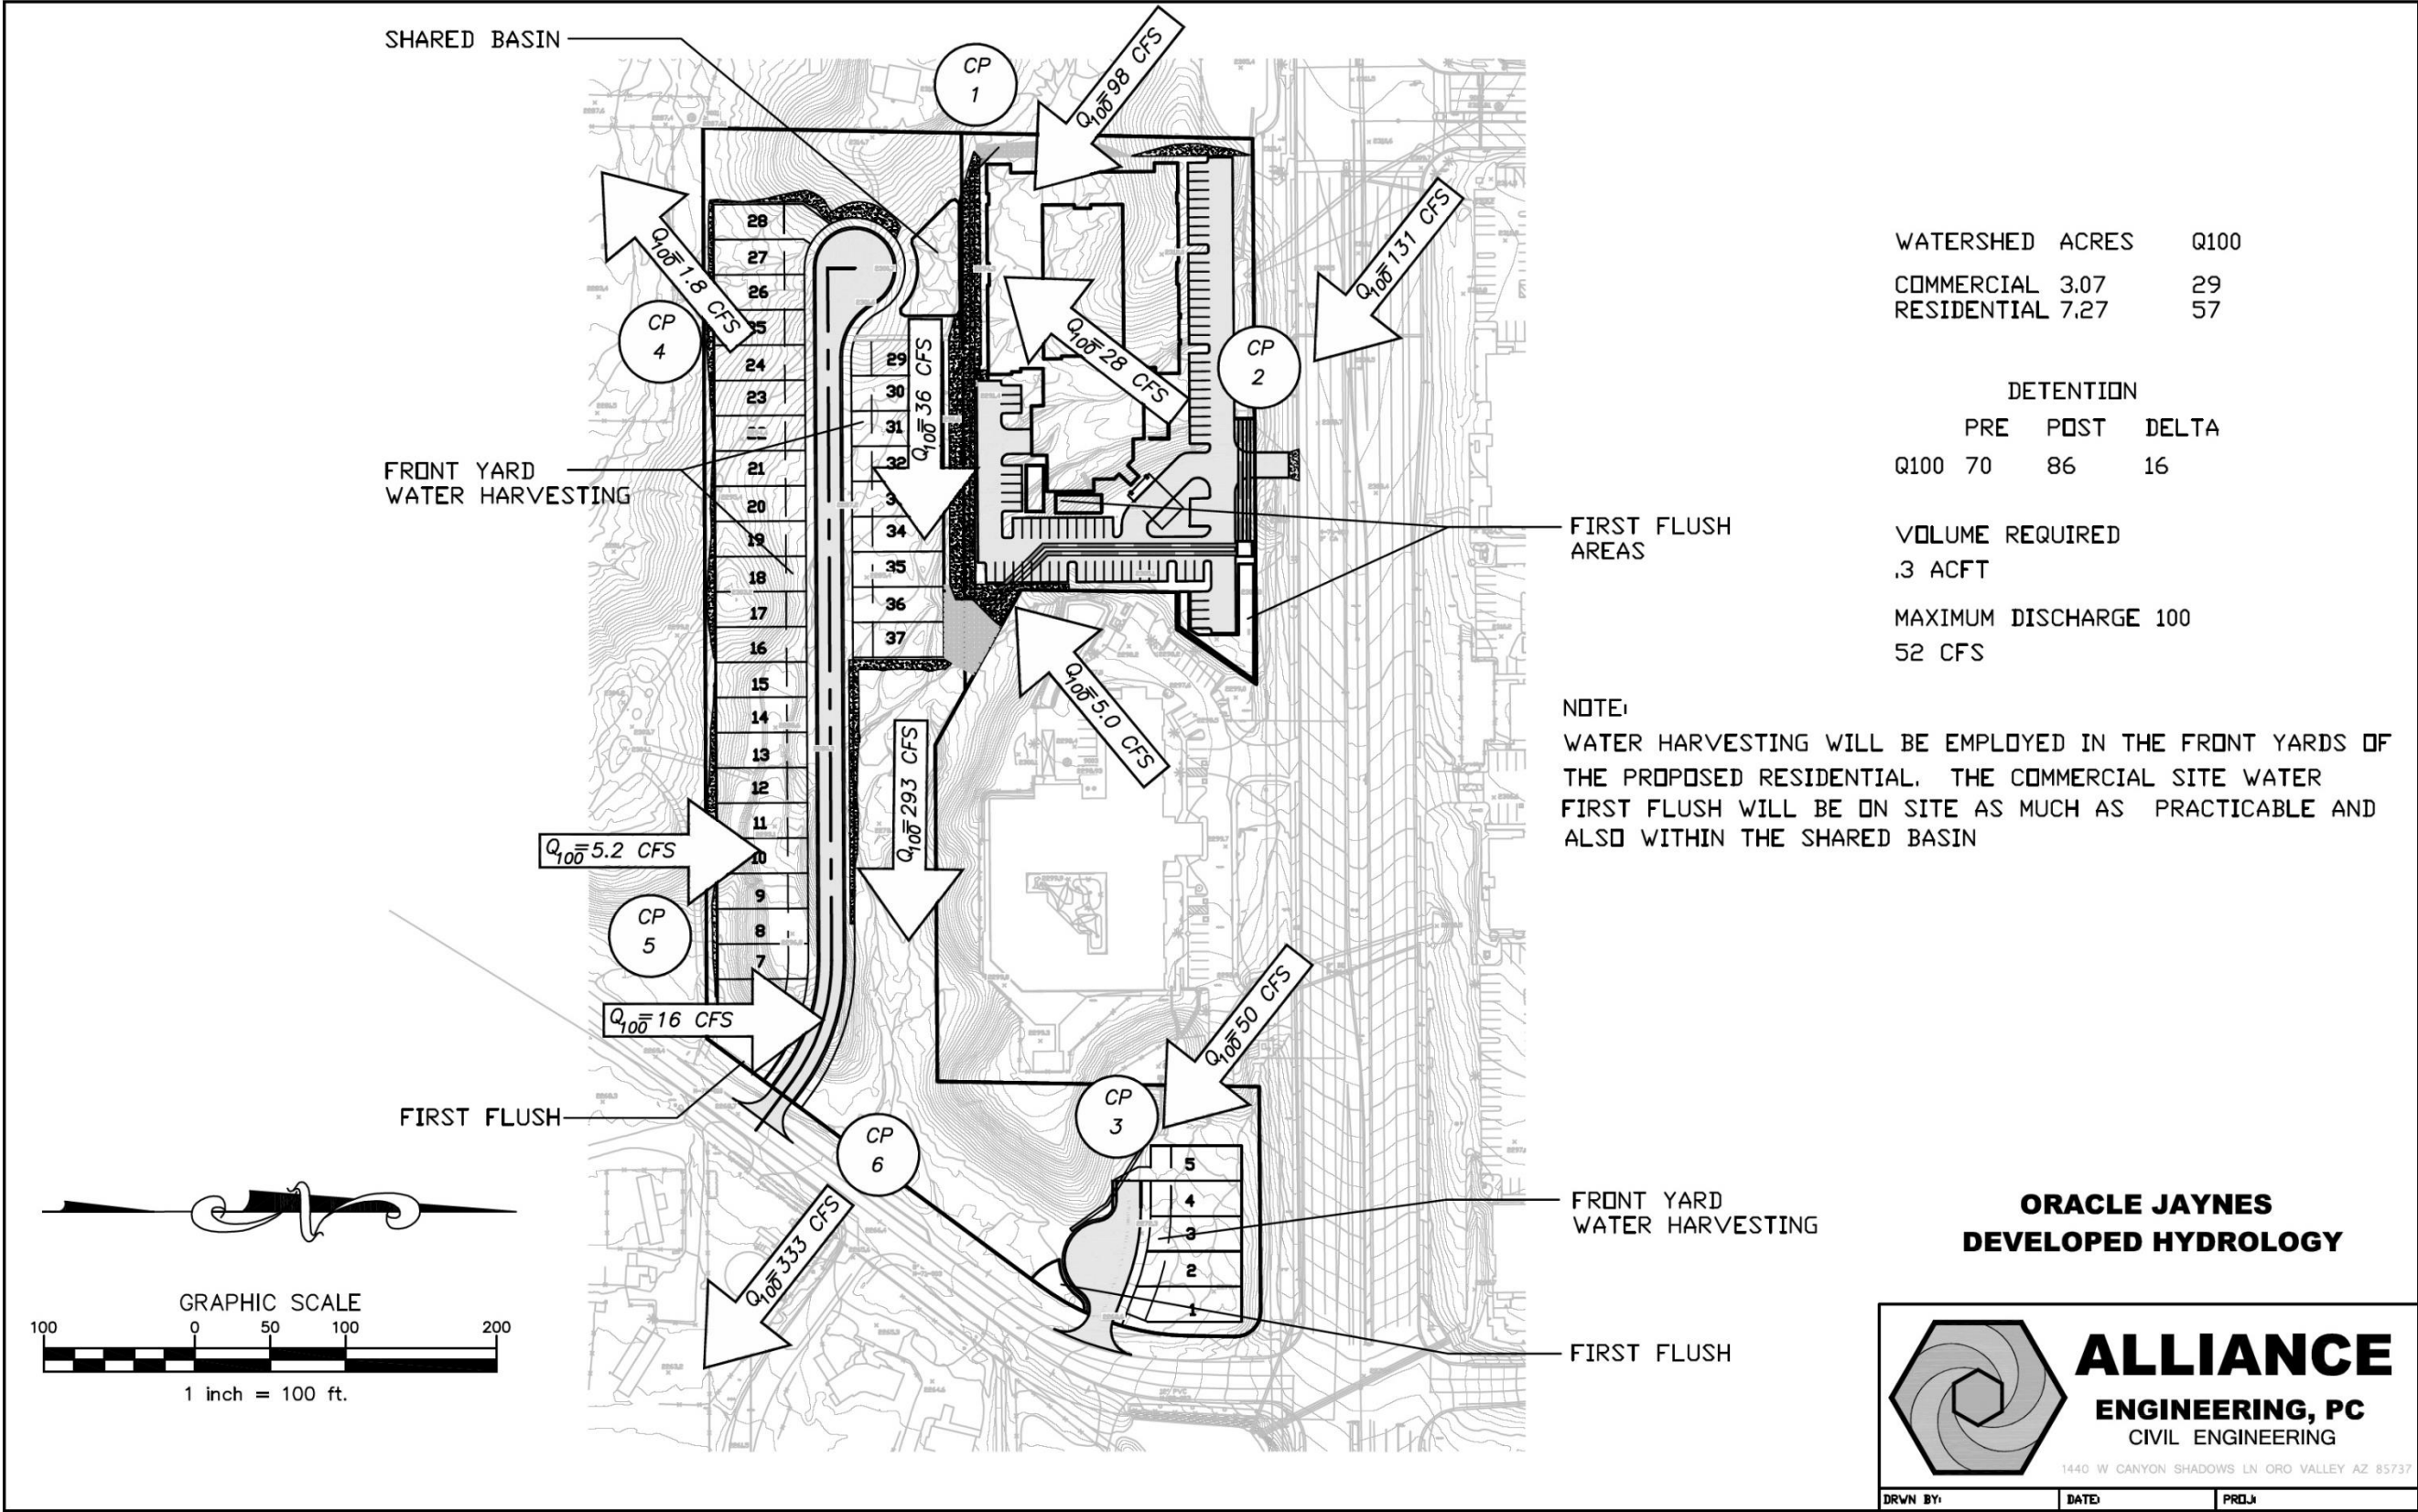 SHARED BASIN
CP
1
Q100=98 CFS
Q100=131 CFS
28
27
26
25
24
23
21
20
19
18
17
16
15
14
13
12
11
10
9
8
7
Q100=1.8 CFS
CP
4
29
30
31
32
34
35
36
37
Q100=36 CFS
Q100=28 CFS
CP
2
FRONT YARD
WATER HARVESTING
FIRST FLUSH
AREAS
Q100=5.0 CFS
Q100=293 CFS
Q100=5.2 CFS
CP
5
Q100=16 CFS
FIRST FLUSH
CP
6
Q100=50 CFS
CP
3
5
4
3
2
1
Q100=333 CFS
FRONT YARD
WATER HARVESTING
FIRST FLUSH
GRAPHIC SCALE
100 0 50 100 200
1 inch = 100 ft.
WATERSHED ACRES Q100
COMMERCIAL 3.07 29
RESIDENTIAL 7.27 57
DETENTION
PRE POST DELTA
Q100 70 86 16
VOLUME REQUIRED
.3 ACFT
MAXIMUM DISCHARGE 100
52 CFS
NOTE:
WATER HARVESTING WILL BE EMPLOYED IN THE FRONT YARDS OF
THE PROPOSED RESIDENTIAL. THE COMMERCIAL SITE WATER
FIRST FLUSH WILL BE ON SITE AS MUCH AS PRACTICABLE AND
ALSO WITHIN THE SHARED BASIN
ORACLE JAYNES
DEVELOPED HYDROLOGY
ALLIANCE
ENGINEERING, PC
CIVIL ENGINEERING
1440 W CANYON SHADOWS LN ORO VALLEY AZ 85737
DRWN BY: DATE: PROJ: